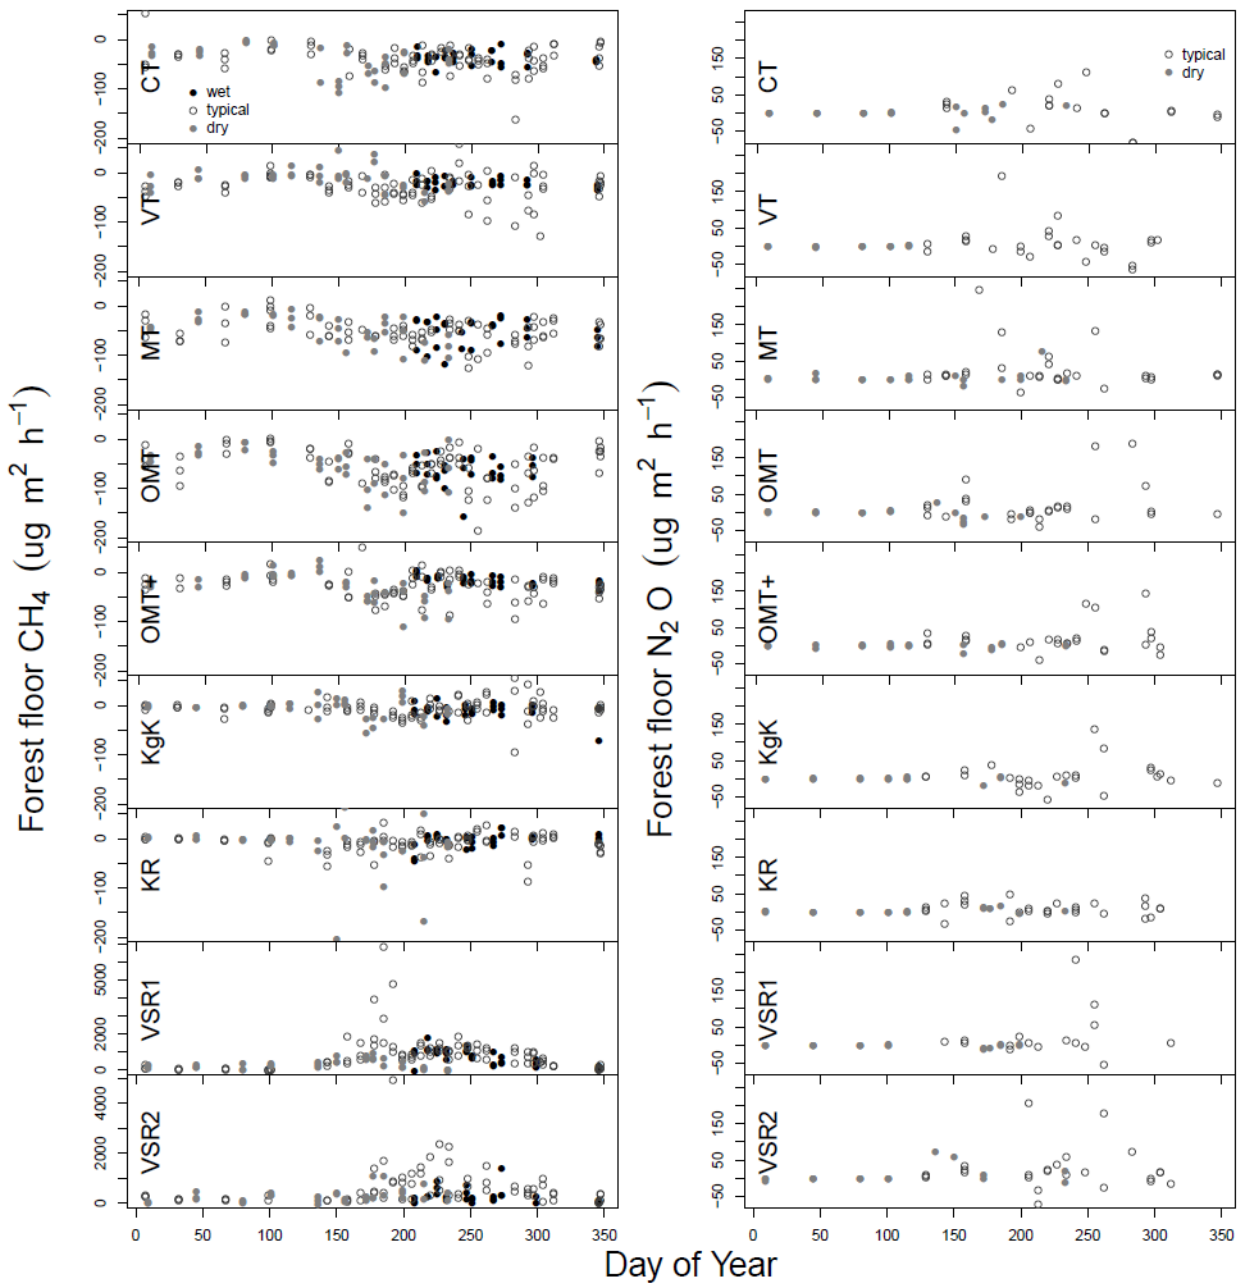 Forest floor CH₄ (ug m² h⁻¹)
CT
0
-100
-200
wet
typical
dry
VT
0
-100
-200
MT
0
-100
-200
OMT
0
-100
-200
OMT+
0
-100
-200
KgK
0
-100
-200
KR
0
-100
-200
VSR1
5000
2000
0
VSR2
4000
2000
0
0 50 100 150 200 250 300 350
Forest floor N₂O (ug m² h⁻¹)
CT
150
50
-50
typical
dry
VT
150
50
-50
MT
150
50
-50
OMT
150
50
-50
OMT+
150
50
-50
KgK
150
50
-50
KR
150
50
-50
VSR1
150
50
-50
VSR2
150
50
-50
0 50 100 150 200 250 300 350
Day of Year